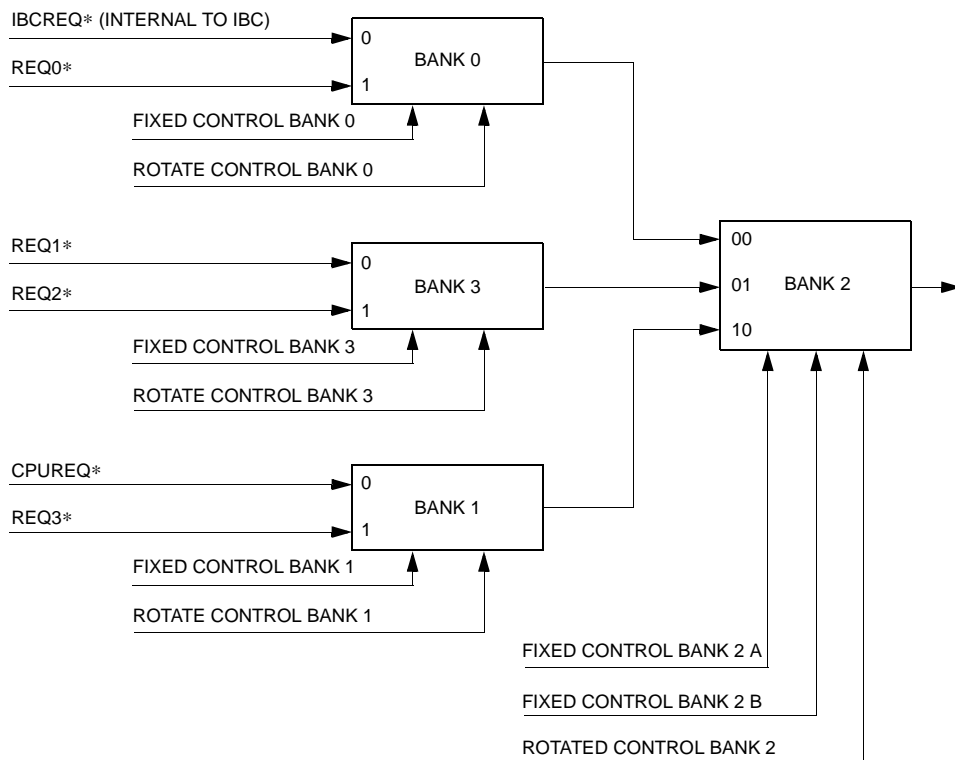 IBCREQ* (INTERNAL TO IBC)
0
BANK 0
REQ0*
1
FIXED CONTROL BANK 0
ROTATE CONTROL BANK 0
REQ1*
0
BANK 3
REQ2*
1
FIXED CONTROL BANK 3
ROTATE CONTROL BANK 3
00
01
BANK 2
10
CPUREQ*
0
BANK 1
REQ3*
1
FIXED CONTROL BANK 1
ROTATE CONTROL BANK 1
FIXED CONTROL BANK 2 A
FIXED CONTROL BANK 2 B
ROTATED CONTROL BANK 2